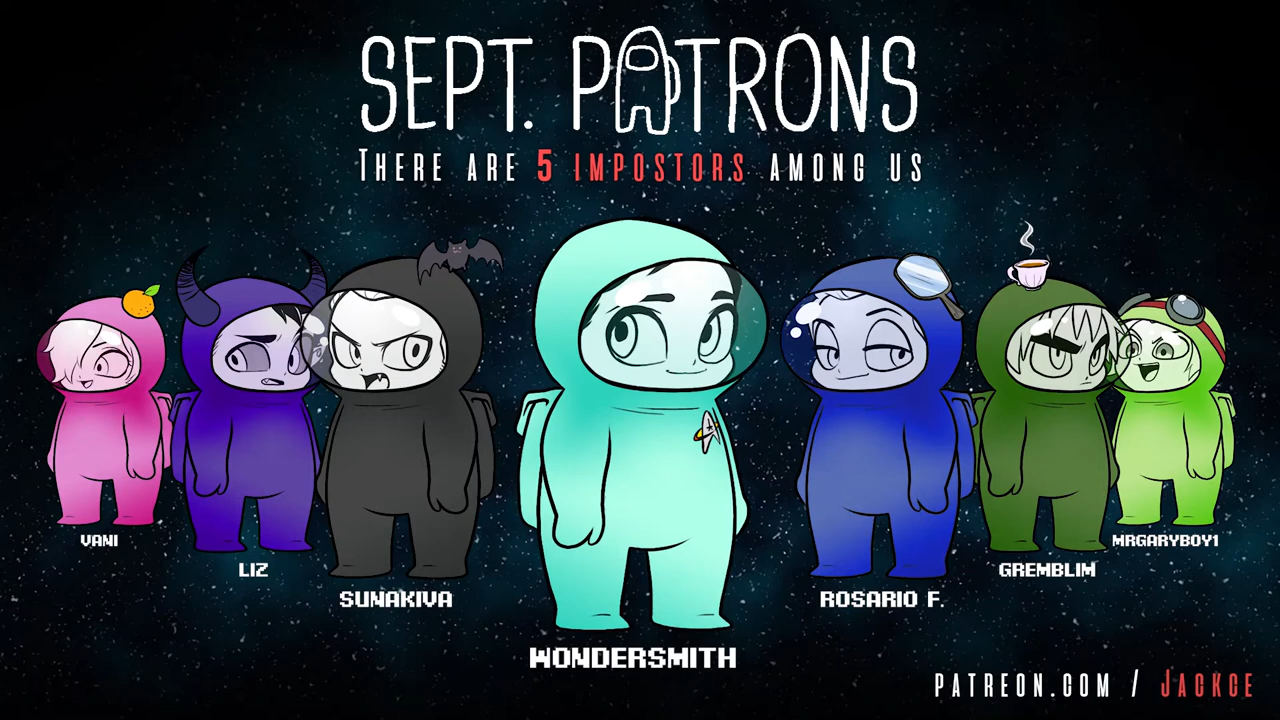 SEPT. PATRONS
THERE ARE 5 IMPOSTORS AMONG US
VANI
LIZ
SUNAKIVA
WONDERSMITH
ROSARIO F.
GREMBLIM
MRGARYBOY1
PATREON.COM / JACKCE